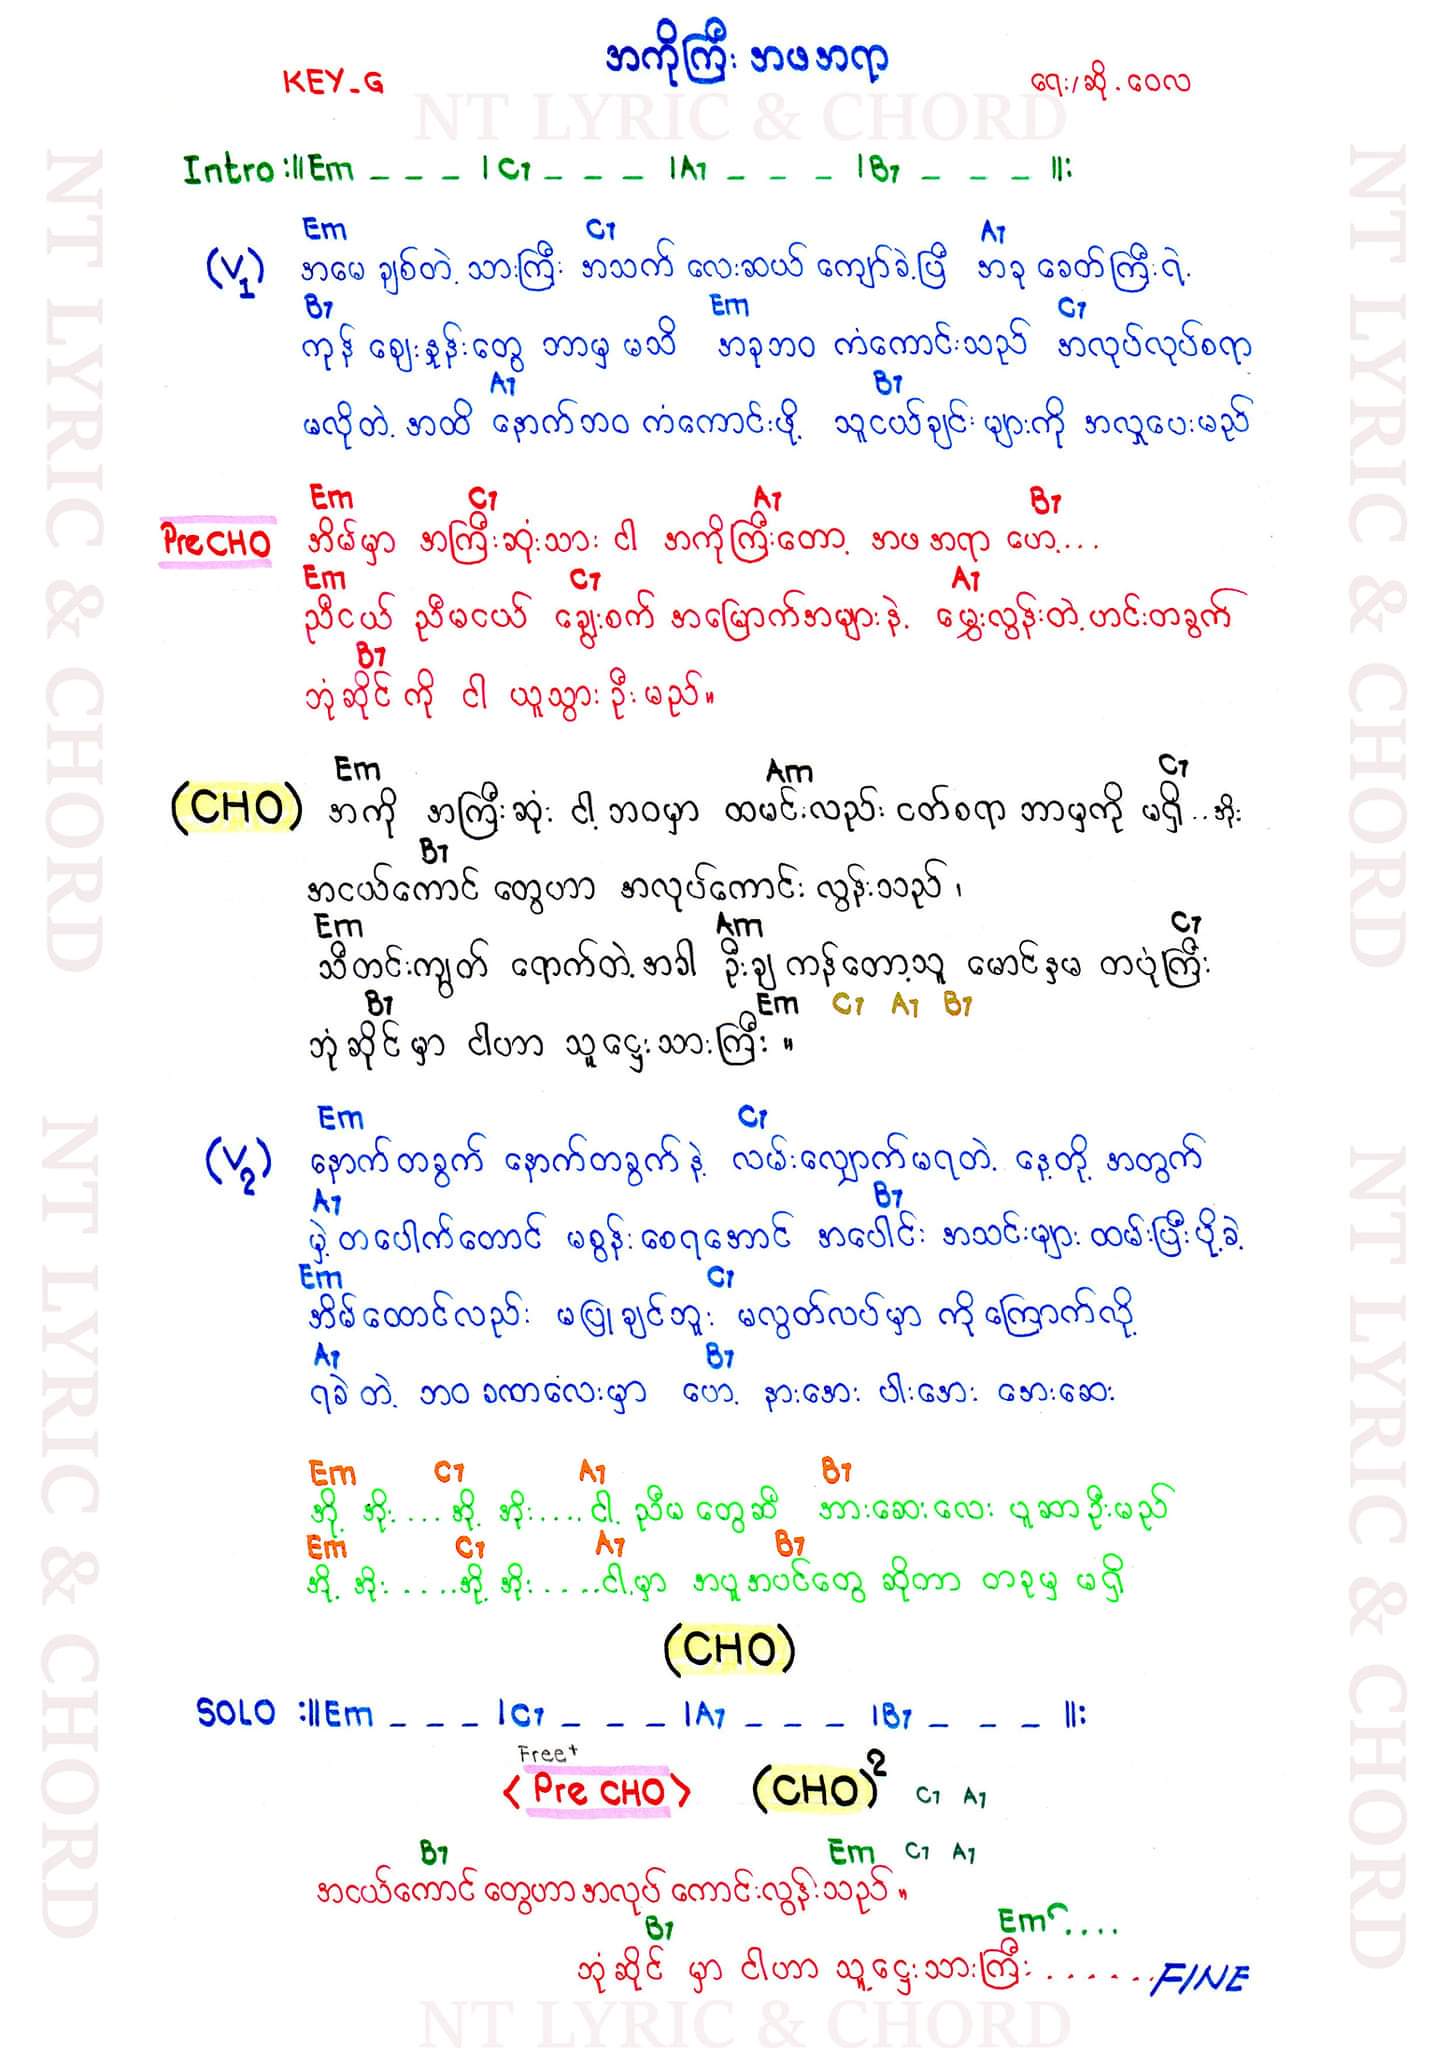 အကိုကြီး အဖအရာ
KEY_G
ရေး/ဆို - ဝေလ
NT LYRIC & CHORD
Intro :||Em _ _ _ |C7 _ _ _ |A7 _ _ _ |B7 _ _ _ ||:
Em C7 A7
(V1) အမေ ချစ်တဲ့ သားကြီး အသက် လေးဆယ် ကျော်ခဲ့ပြီ အခု ခေတ်ကြီးရဲ့
B7 Em C7
ကုန် ဈေးနှုန်းတွေ ဘာမှ မသိ အခုဘဝ ကံကောင်းသည် အလုပ်လုပ်စရာ
A7 B7
မလိုတဲ့ အထိ နောက်ဘဝ ကံကောင်းဖို့ သူငယ်ချင်း များကို အလှူပေးမည်
Em C7 A7 B7
Pre CHO အိမ်မှာ အကြီးဆုံးသား ငါ အကိုကြီးတော့ အဖ အရာ ဟေ့....
Em C7 A7
ညီငယ် ညီမငယ် ချွေးစက် အမြောက်အများနဲ့ မွှေးလွန်းတဲ့ ဟင်းတခွက်
B7
ဘုံဆိုင် ကို ငါ ယူသွား ဦးမည်။
Em Am C7
(CHO) အကို အကြီးဆုံး ငါ့ ဘဝမှာ ထမင်းလည်း ငတ်စရာ ဘာမှကို မရှိ .. အိုး
B7
အငယ်ကောင် တွေဟာ အလုပ်ကောင်း လွန်းသည်၊
Em Am C7
သီတင်းကျွတ် ရောက်တဲ့ အခါ ဦးချ ကန်တော့သူ မောင်နှမ တပုံကြီး
B7 Em C7 A7 B7
ဘုံဆိုင်မှာ ငါဟာ သူဌေးသားကြီး ။
Em C7
(V2) နောက်တခွက် နောက်တခွက်နဲ့ လမ်းလျှောက်မရတဲ့ နေ့တို့ အတွက်
A7 B7
မှဲ့ တပေါက်တောင် မစွန်းစေရအောင် အပေါင်း အသင်းများ ထမ်းပြီးပို့ခဲ့
Em C7
အိမ်ထောင်လည်း မပြုချင်ဘူး မလွတ်လပ်မှာ ကိုကြောက်လို့
A7 B7
ရခဲ တဲ့ ဘဝ ခဏလေးမှာ ဟေ့ နားအေး ပါးအေး အေးဆေး
Em C7 A7 B7
အို့ အိုး....အို့ အိုး....ငါ့ ညီမ တွေဆီ အားဆေးလေး ပူဆာဦးမည်
Em C7 A7 B7
အို့ အိုး.....အို့ အိုး....ငါ့မှာ အပူအပင်တွေ ဆိုတာ တခုမှ မရှိ
(CHO)
SOLO :||Em _ _ _ |C7 _ _ _ |A7 _ _ _ |B7 _ _ _ ||:
Free+
<Pre CHO> (CHO)2 C7 A7
B7 Em C7 A7
အငယ်ကောင် တွေဟာ အလုပ် ကောင်းလွန်းသည်။
B7 Em ....
ဘုံဆိုင် မှာ ငါဟာ သူဌေးသားကြီး ...... FINE
NT LYRIC & CHORD
NT LYRIC & CHORD
NT LYRIC & CHORD
NT LYRIC & CHORD
NT LYRIC & CHORD